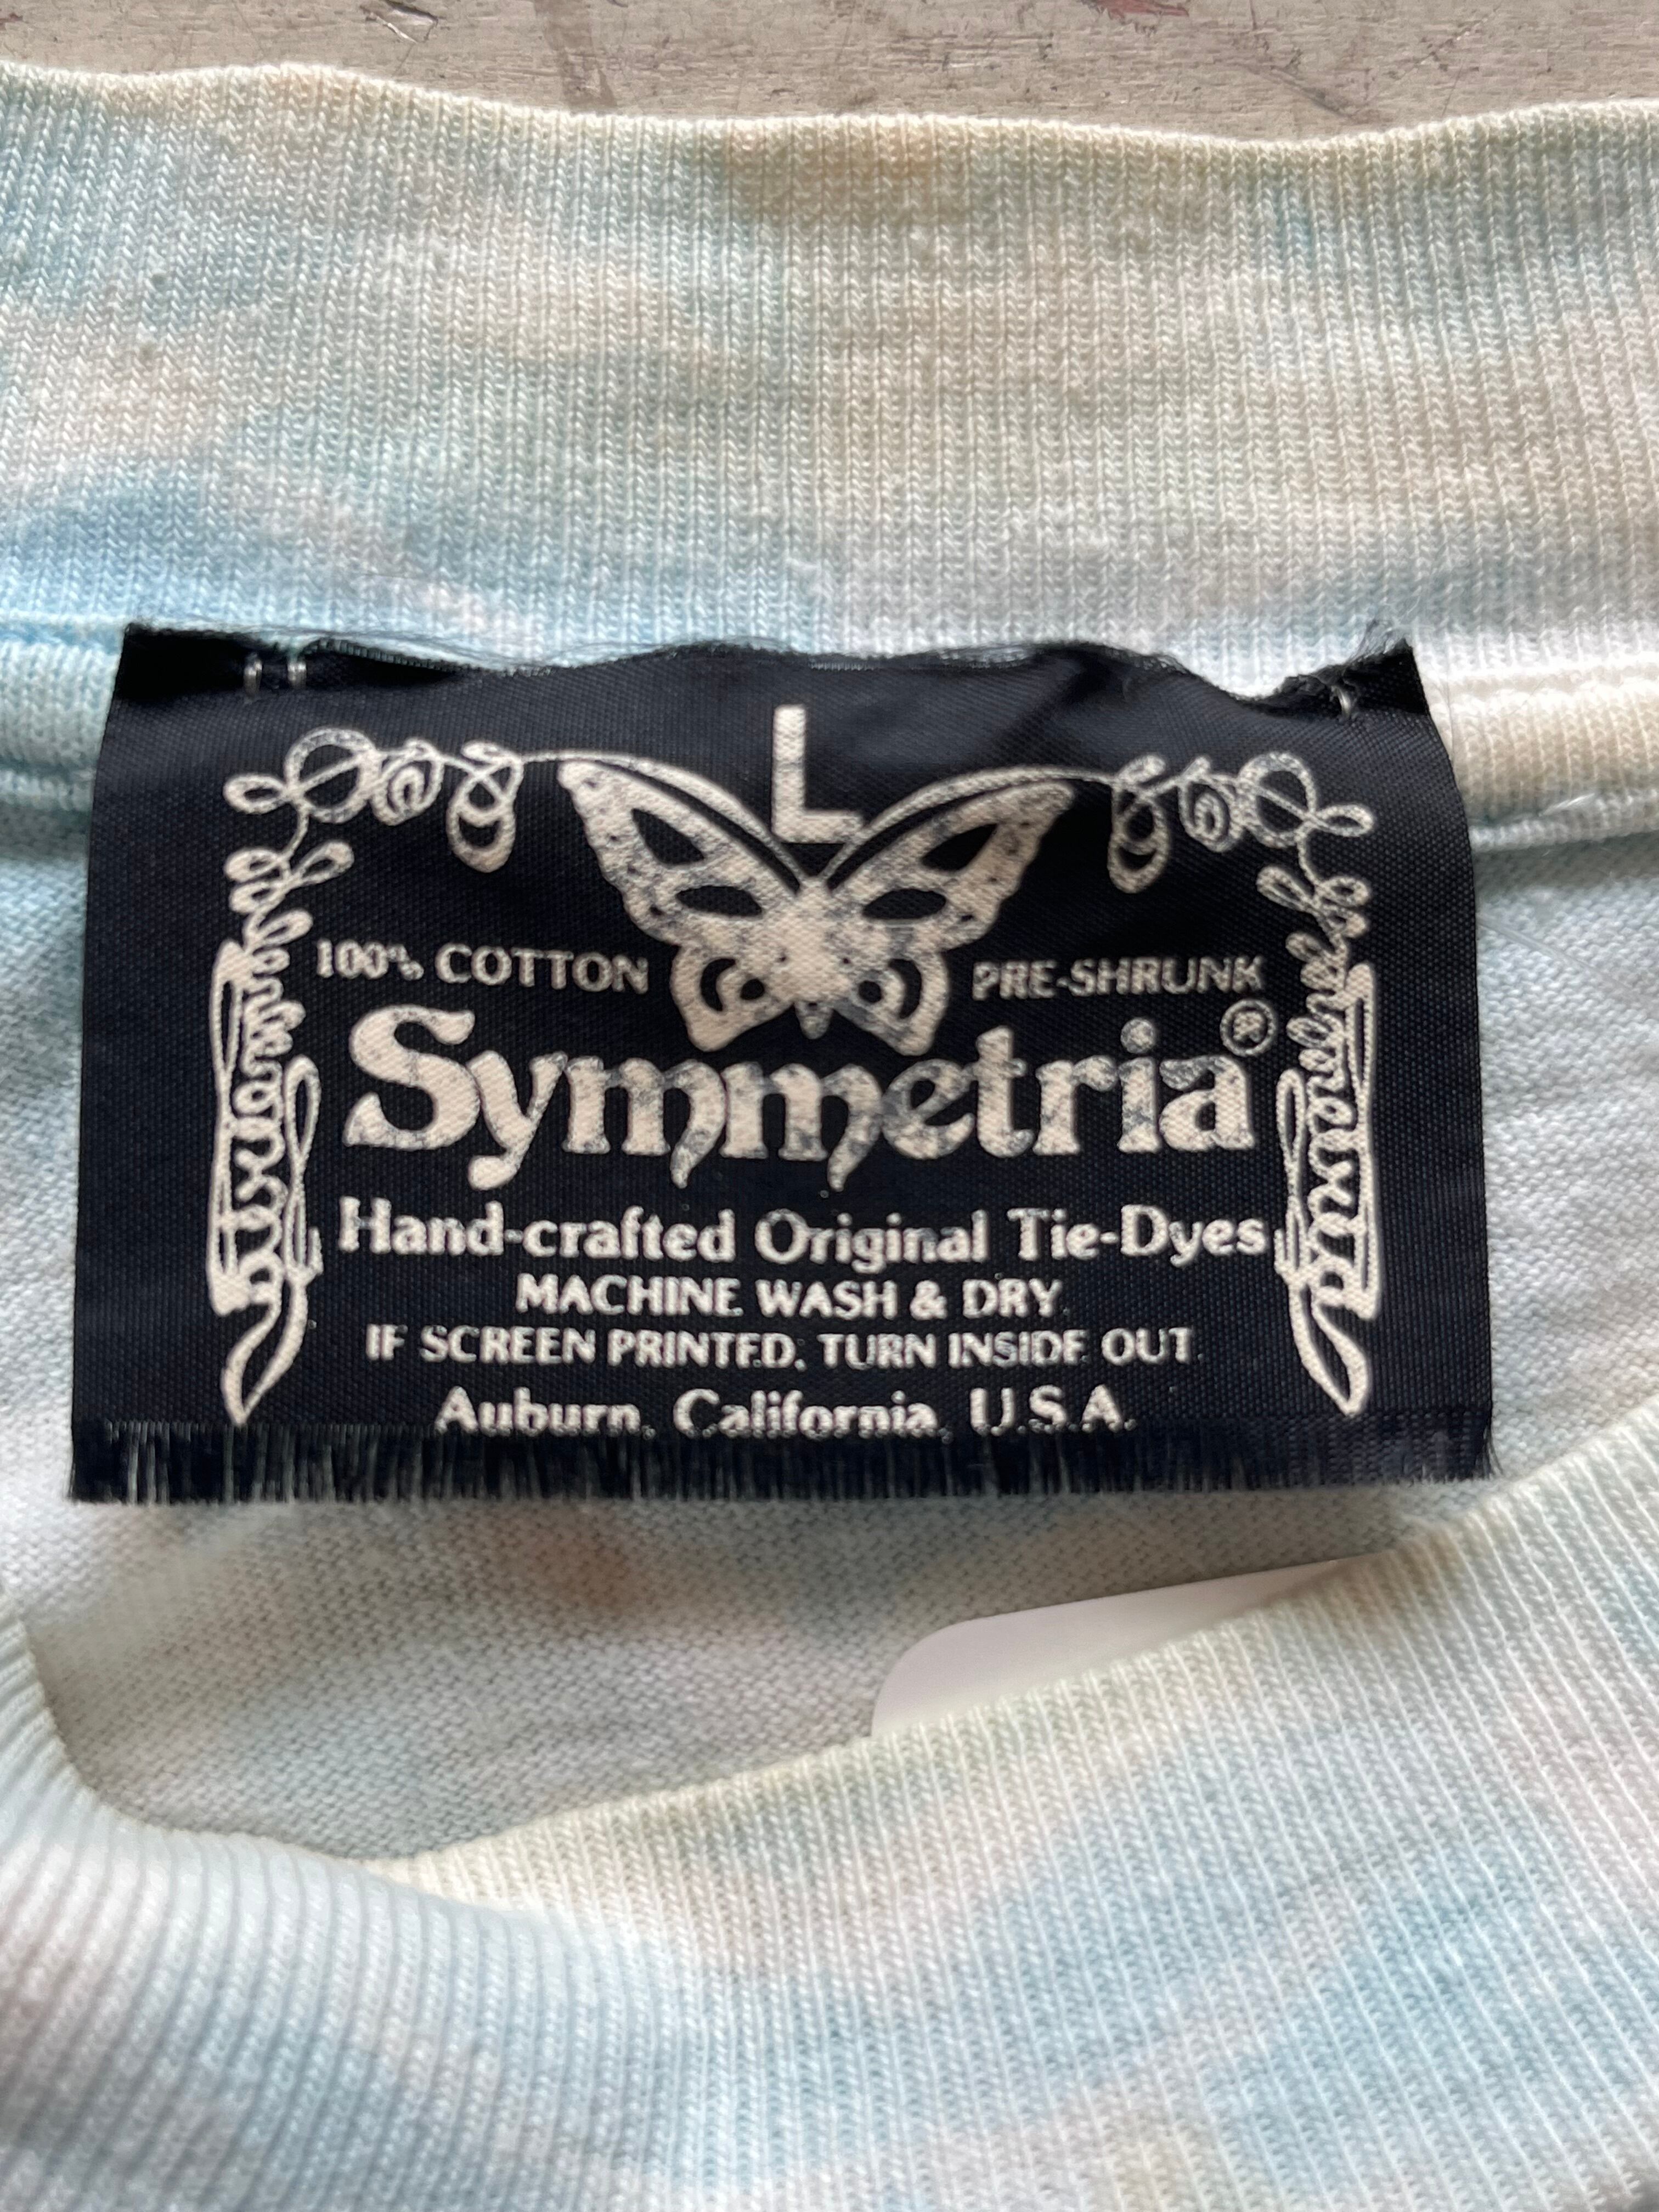 L
100% COTTON PRE-SHRUNK
Symmetria®
Hand-crafted Original Tie-Dyes
MACHINE WASH & DRY
IF SCREEN PRINTED, TURN INSIDE OUT
Auburn, California, U.S.A.